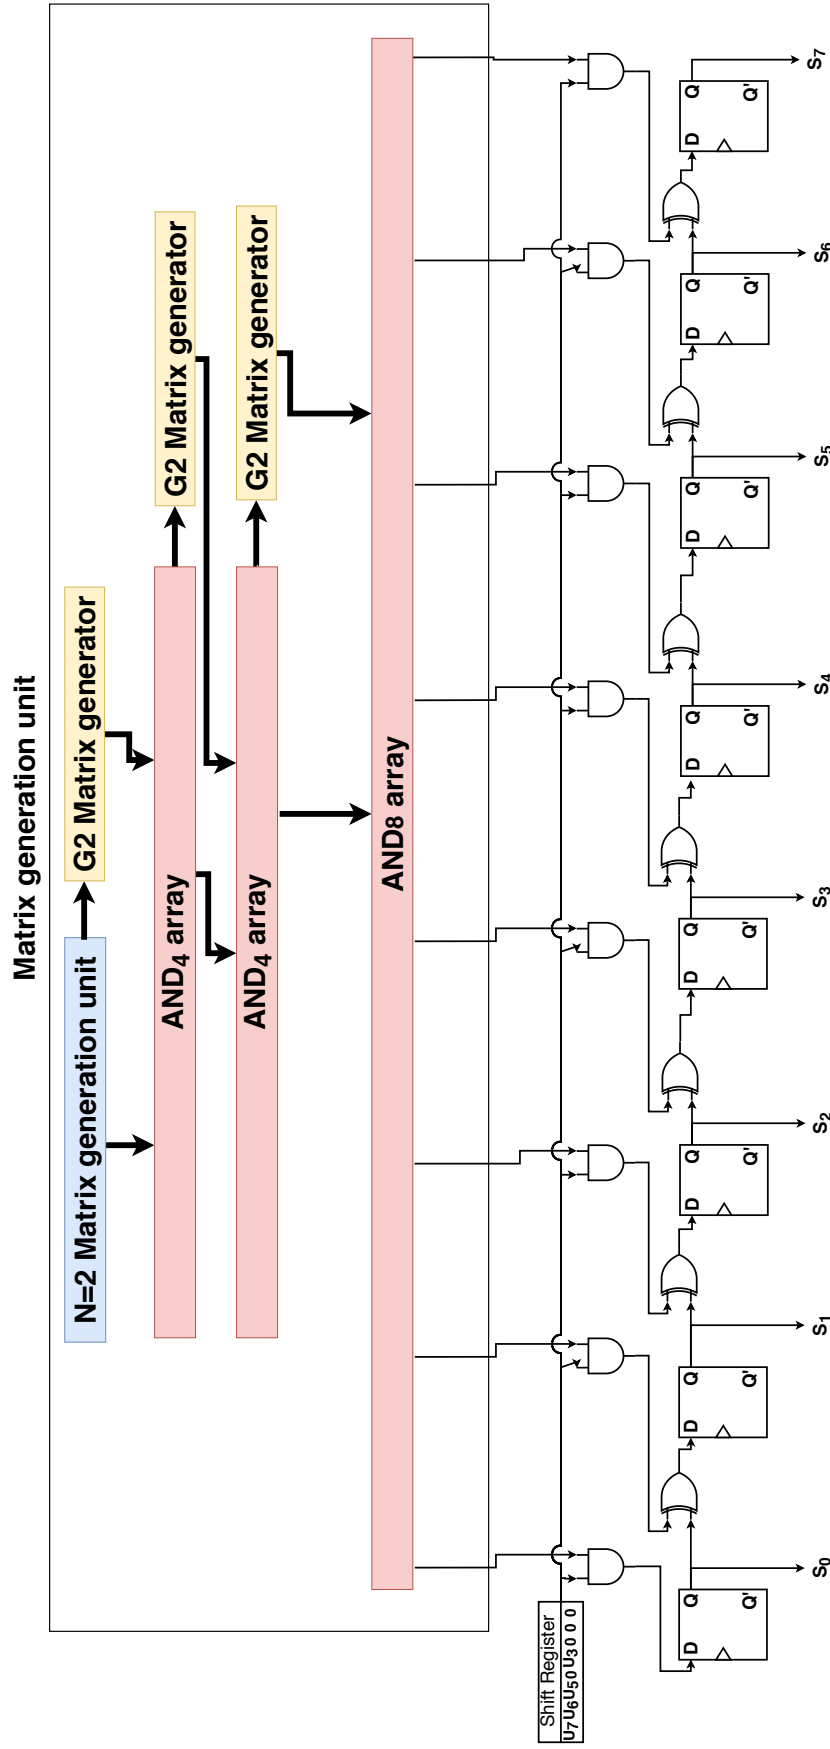 Matrix generation unit
N=2 Matrix generation unit
G2 Matrix generator
AND4 array
G2 Matrix generator
AND4 array
G2 Matrix generator
AND8 array
Shift Register
U7U6U50U3000
D Q Q'
D Q Q'
D Q Q'
D Q Q'
D Q Q'
D Q Q'
D Q Q'
D Q Q'
S0
S1
S2
S3
S4
S5
S6
S7